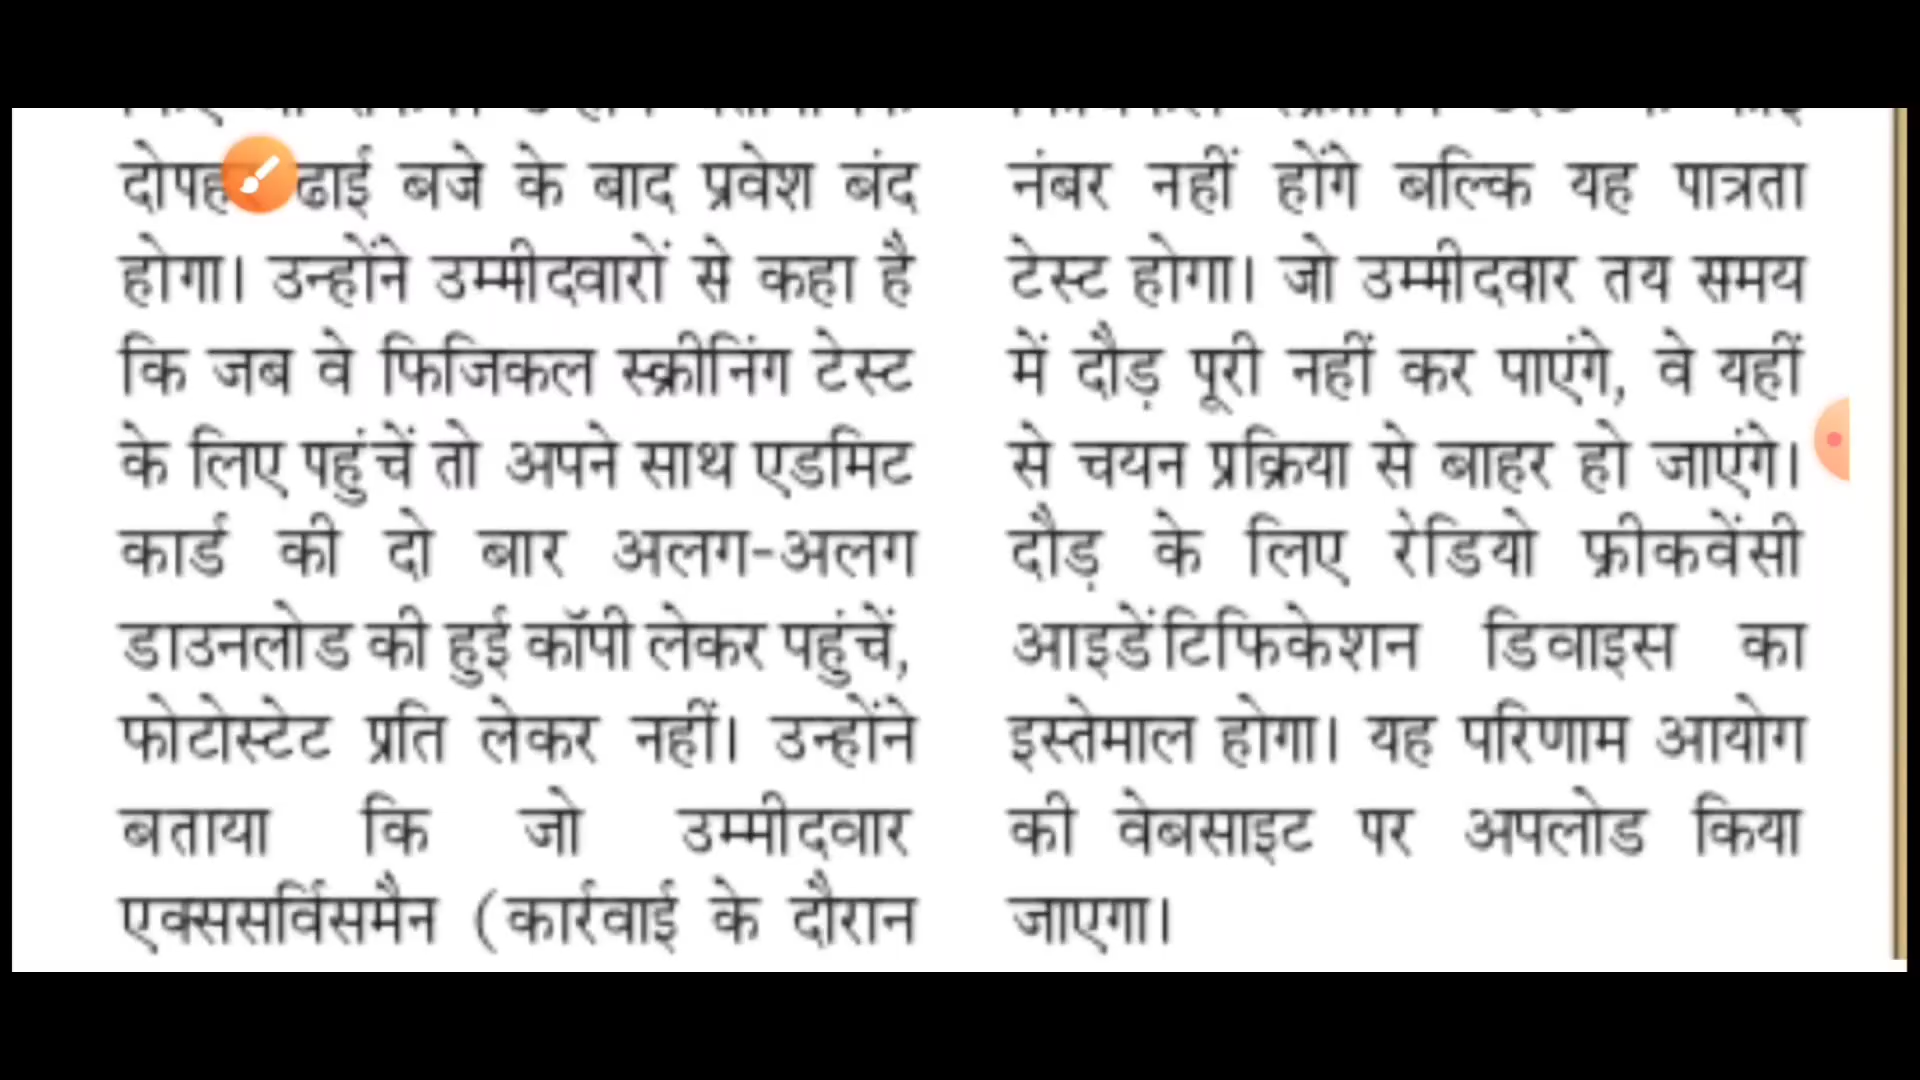 ढाई बजे के बाद प्रवेश बंद
होगा। उन्होंने उम्मीदवारों से कहा है
कि जब वे फिजिकल स्क्रीनिंग टेस्ट
के लिए पहुंचें तो अपने साथ एडमिट
कार्ड की दो बार अलग-अलग
डाउनलोड की हुई कॉपी लेकर पहुंचें,
फोटोस्टेट प्रति लेकर नहीं। उन्होंने
बताया कि जो उम्मीदवार
एक्ससर्विसमैन (कार्रवाई के दौरान
नंबर नहीं होंगे बल्कि यह पात्रता
टेस्ट होगा। जो उम्मीदवार तय समय
में दौड़ पूरी नहीं कर पाएंगे, वे यहीं
से चयन प्रक्रिया से बाहर हो जाएंगे।
दौड़ के लिए रेडियो फ्रीकवेंसी
आइडेंटिफिकेशन डिवाइस का
इस्तेमाल होगा। यह परिणाम आयोग
की वेबसाइट पर अपलोड किया
जाएगा।